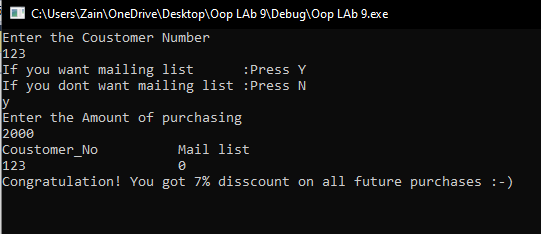 C:\Users\Zain\OneDrive\Desktop\Oop LAb 9\Debug\Oop LAb 9.exe
Enter the Coustomer Number
123
If you want mailing list      :Press Y
If you dont want mailing list :Press N
y
Enter the Amount of purchasing
2000
Coustomer_No          Mail list
123                   0
Congratulation! You got 7% disscount on all future purchases :-)